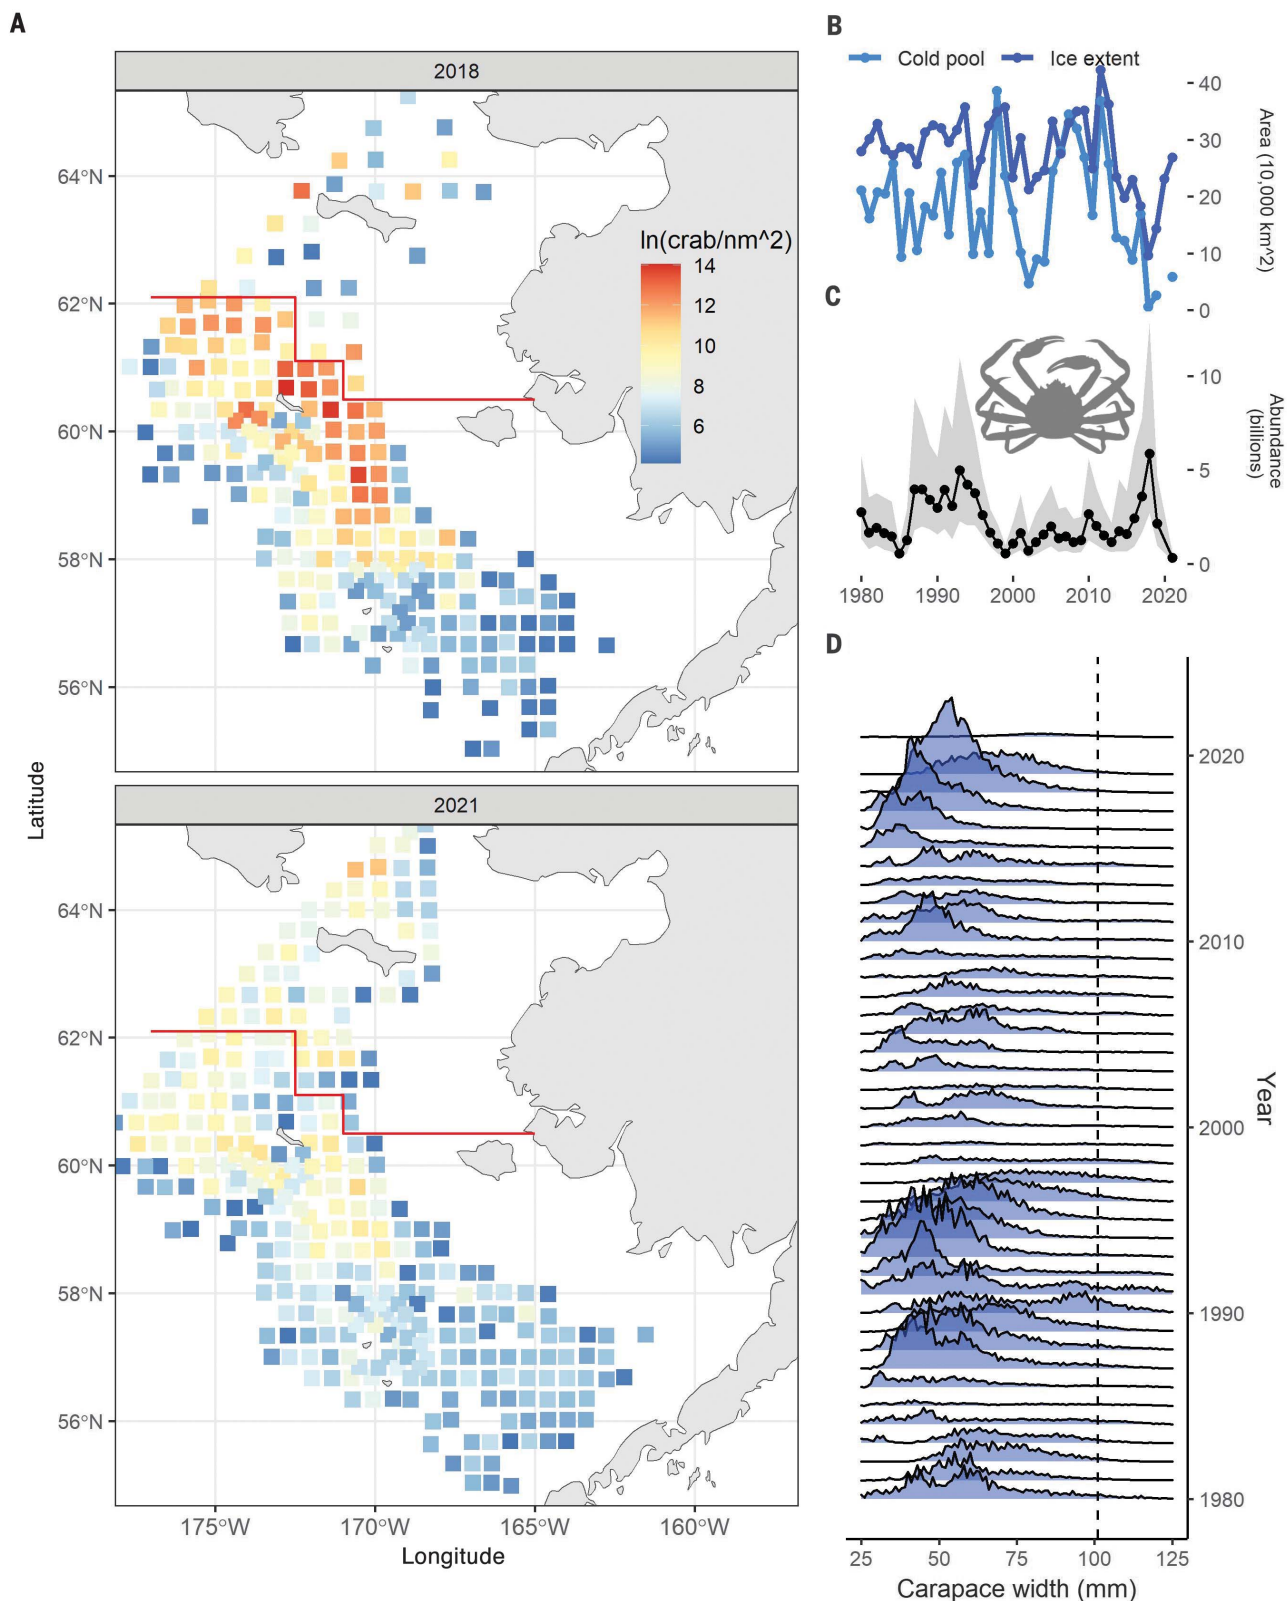 A
2018
64°N
62°N
60°N
58°N
56°N
ln(crab/nm^2)
14
12
10
8
6
Latitude
2021
64°N
62°N
60°N
58°N
56°N
175°W
170°W
165°W
160°W
Longitude
B
Cold pool
Ice extent
40
30
20
10
0
Area (10,000 km^2)
C
10
5
0
Abundance
(billions)
1980
1990
2000
2010
2020
D
2020
2010
2000
1990
1980
Year
25
50
75
100
125
Carapace width (mm)